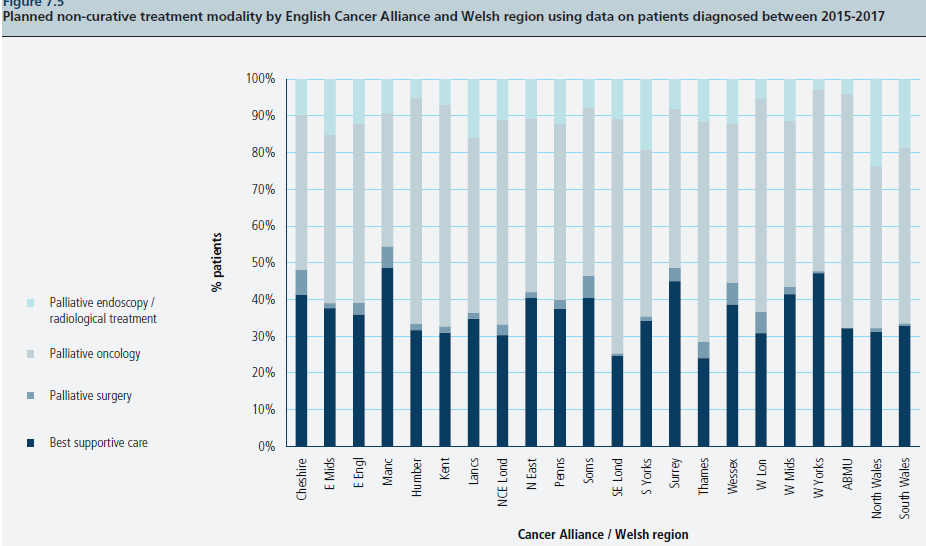 Figure 7.5
Planned non-curative treatment modality by English Cancer Alliance and Welsh region using data on patients diagnosed between 2015-2017
100%
90%
80%
70%
60%
50%
40%
30%
20%
10%
0%
% patients
Palliative endoscopy /
radiological treatment
Palliative oncology
Palliative surgery
Best supportive care
Cheshire
E Mids
E Engl
Manc
Humber
Kent
Lancs
NCE Lond
N East
Penns
Soms
SE Lond
S Yorks
Surrey
Thames
Wessex
W Lon
W Mids
W Yorks
ABMU
North Wales
South Wales
Cancer Alliance / Welsh region